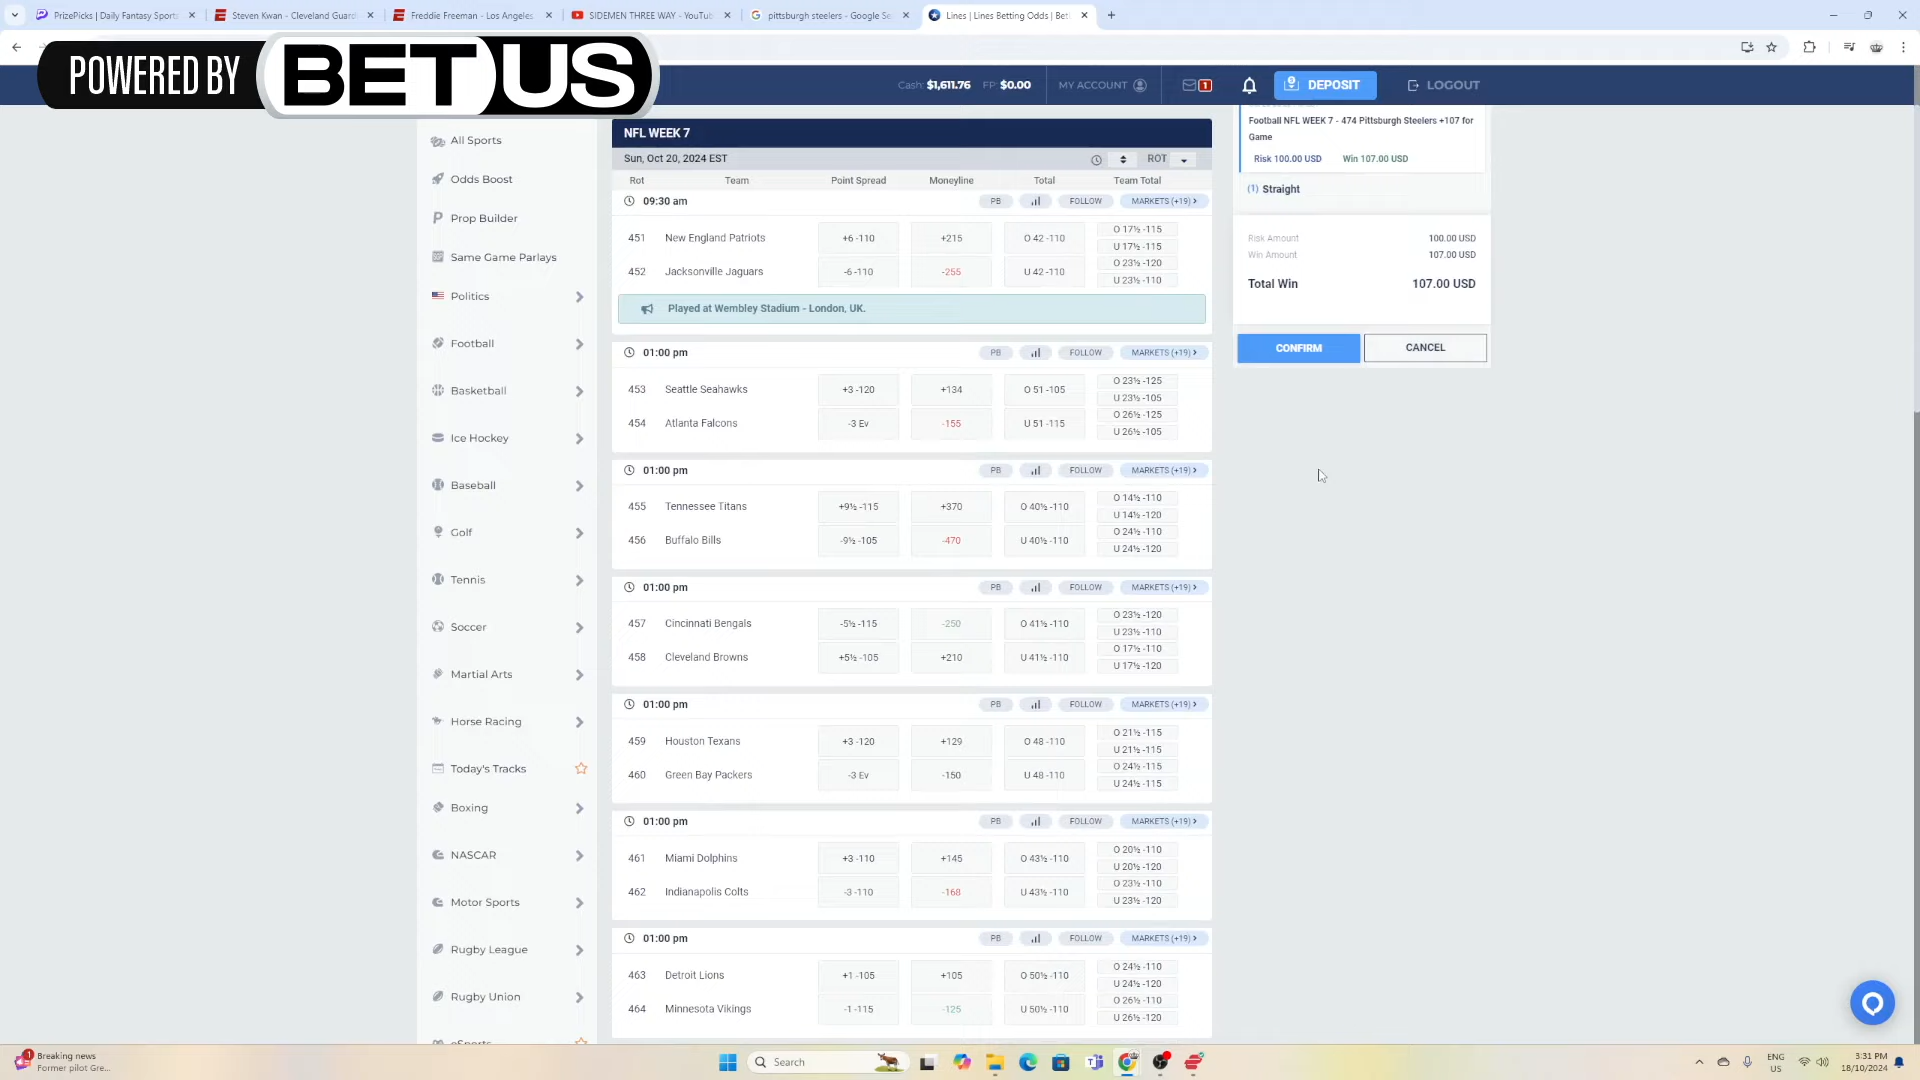 PrizePicks | Daily Fantasy Sports
Steven Kwan - Cleveland Guard
Freddie Freeman - Los Angeles
SIDEMEN THREE WAY - YouTub
pittsburgh steelers - Google Se
Lines | Lines Betting Odds | Bet
POWERED BY BETUS
Cash: $1,611.76 FP: $0.00
MY ACCOUNT
1
DEPOSIT
LOGOUT
All Sports
Odds Boost
Prop Builder
Same Game Parlays
Politics
Football
Basketball
Ice Hockey
Baseball
Golf
Tennis
Soccer
Martial Arts
Horse Racing
Today's Tracks
Boxing
NASCAR
Motor Sports
Rugby League
Rugby Union
eSports
NFL WEEK 7
Sun, Oct 20, 2024 EST
ROT
Rot Team Point Spread Moneyline Total Team Total
09:30 am PB FOLLOW MARKETS (+19)
O 17½ -115
451 New England Patriots +6 -110 +215 O 42 -110
U 17½ -115
O 23½ -120
452 Jacksonville Jaguars -6 -110 -255 U 42 -110
U 23½ -110
Played at Wembley Stadium - London, UK.
01:00 pm PB FOLLOW MARKETS (+19)
O 23½ -125
453 Seattle Seahawks +3 -120 +134 O 51 -105
U 23½ -105
O 26½ -125
454 Atlanta Falcons -3 Ev -155 U 51 -115
U 26½ -105
01:00 pm PB FOLLOW MARKETS (+19)
O 14½ -110
455 Tennessee Titans +9½ -115 +370 O 40½ -110
U 14½ -120
O 24½ -110
456 Buffalo Bills -9½ -105 -470 U 40½ -110
U 24½ -120
01:00 pm PB FOLLOW MARKETS (+19)
O 23½ -120
457 Cincinnati Bengals -5½ -115 -250 O 41½ -110
U 23½ -110
O 17½ -110
458 Cleveland Browns +5½ -105 +210 U 41½ -110
U 17½ -120
01:00 pm PB FOLLOW MARKETS (+19)
O 21½ -115
459 Houston Texans +3 -120 +129 O 48 -110
U 21½ -115
O 24½ -115
460 Green Bay Packers -3 Ev -150 U 48 -110
U 24½ -115
01:00 pm PB FOLLOW MARKETS (+19)
O 20½ -110
461 Miami Dolphins +3 -110 +145 O 43½ -110
U 20½ -120
O 23½ -110
462 Indianapolis Colts -3 -110 -168 U 43½ -110
U 23½ -120
01:00 pm PB FOLLOW MARKETS (+19)
O 24½ -110
463 Detroit Lions +1 -105 +105 O 50½ -110
U 24½ -120
O 26½ -110
464 Minnesota Vikings -1 -115 -125 U 50½ -110
U 26½ -120
Football NFL WEEK 7 - 474 Pittsburgh Steelers +107 for
Game
Risk 100.00 USD Win 107.00 USD
(1) Straight
Risk Amount 100.00 USD
Win Amount 107.00 USD
Total Win 107.00 USD
CONFIRM
CANCEL
1
Breaking news
Former pilot Gre...
Search
ENG
US
3:31 PM
18/10/2024